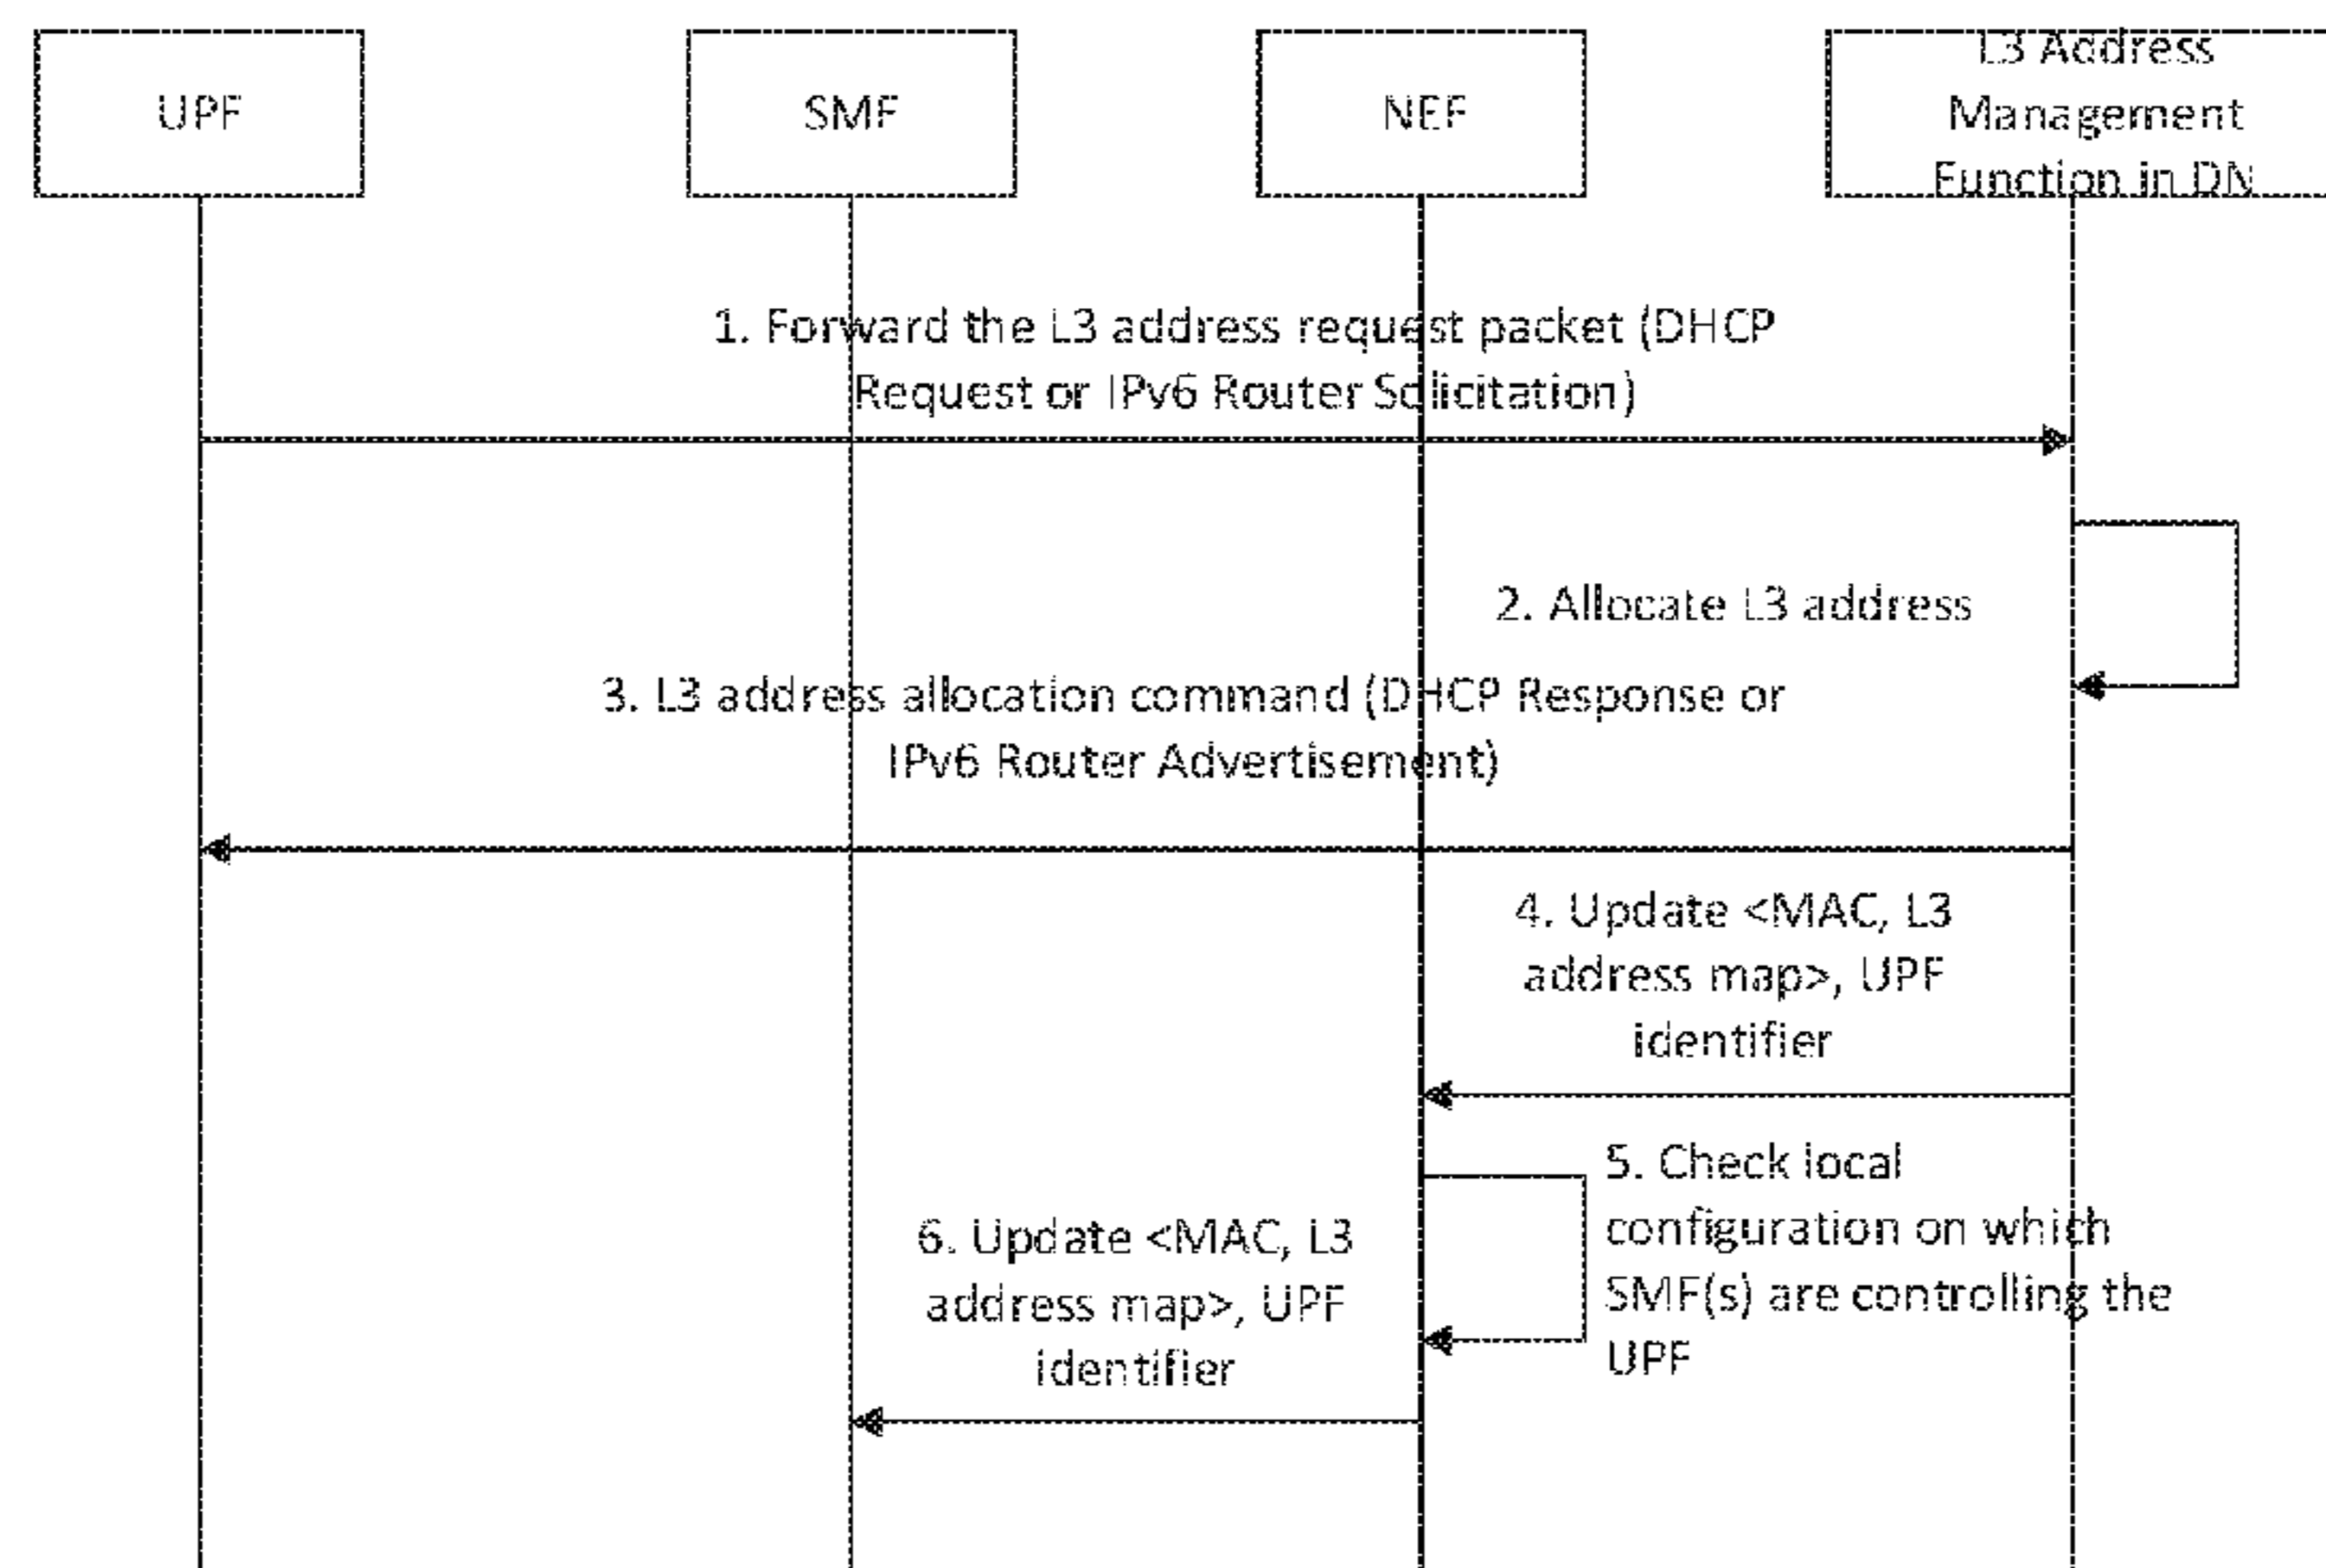 UPF
SMF
NEF
L3 Address
Management
Function in DN
1. Forward the L3 address request packet (DHCP
Request or IPv6 Router Solicitation)
2. Allocate L3 address
3. L3 address allocation command (DHCP Response or
IPv6 Router Advertisement)
4. Update <MAC, L3
address map>, UPF
identifier
5. Check local
configuration on which
SMF(s) are controlling the
UPF
6. Update <MAC, L3
address map>, UPF
identifier